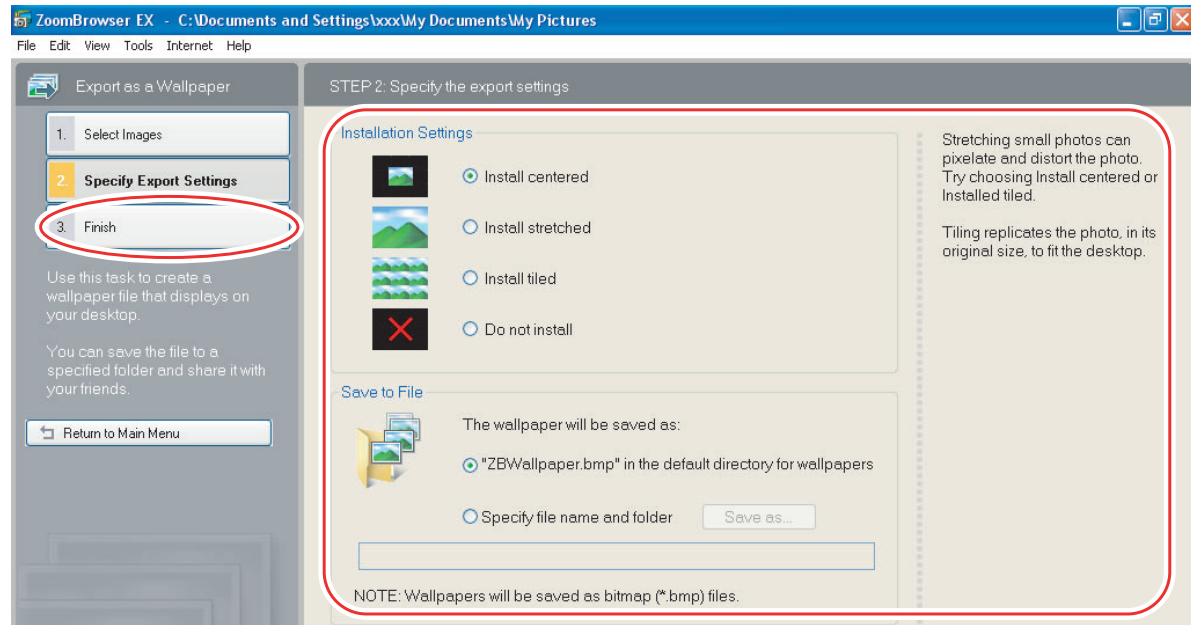 ZoomBrowser EX - C:\Documents and Settings\xxx\My Documents\My Pictures
File Edit View Tools Internet Help
Export as a Wallpaper
1. Select Images
2. Specify Export Settings
3. Finish
Use this task to create a
wallpaper file that displays on
your desktop.
You can save the file to a
specified folder and share it with
your friends.
Return to Main Menu
STEP 2: Specify the export settings
Installation Settings
Install centered
Install stretched
Install tiled
Do not install
Save to File
The wallpaper will be saved as:
"ZBWallpaper.bmp" in the default directory for wallpapers
Specify file name and folder Save as...
NOTE: Wallpapers will be saved as bitmap (*.bmp) files.
Stretching small photos can
pixelate and distort the photo.
Try choosing Install centered or
Installed tiled.
Tiling replicates the photo, in its
original size, to fit the desktop.